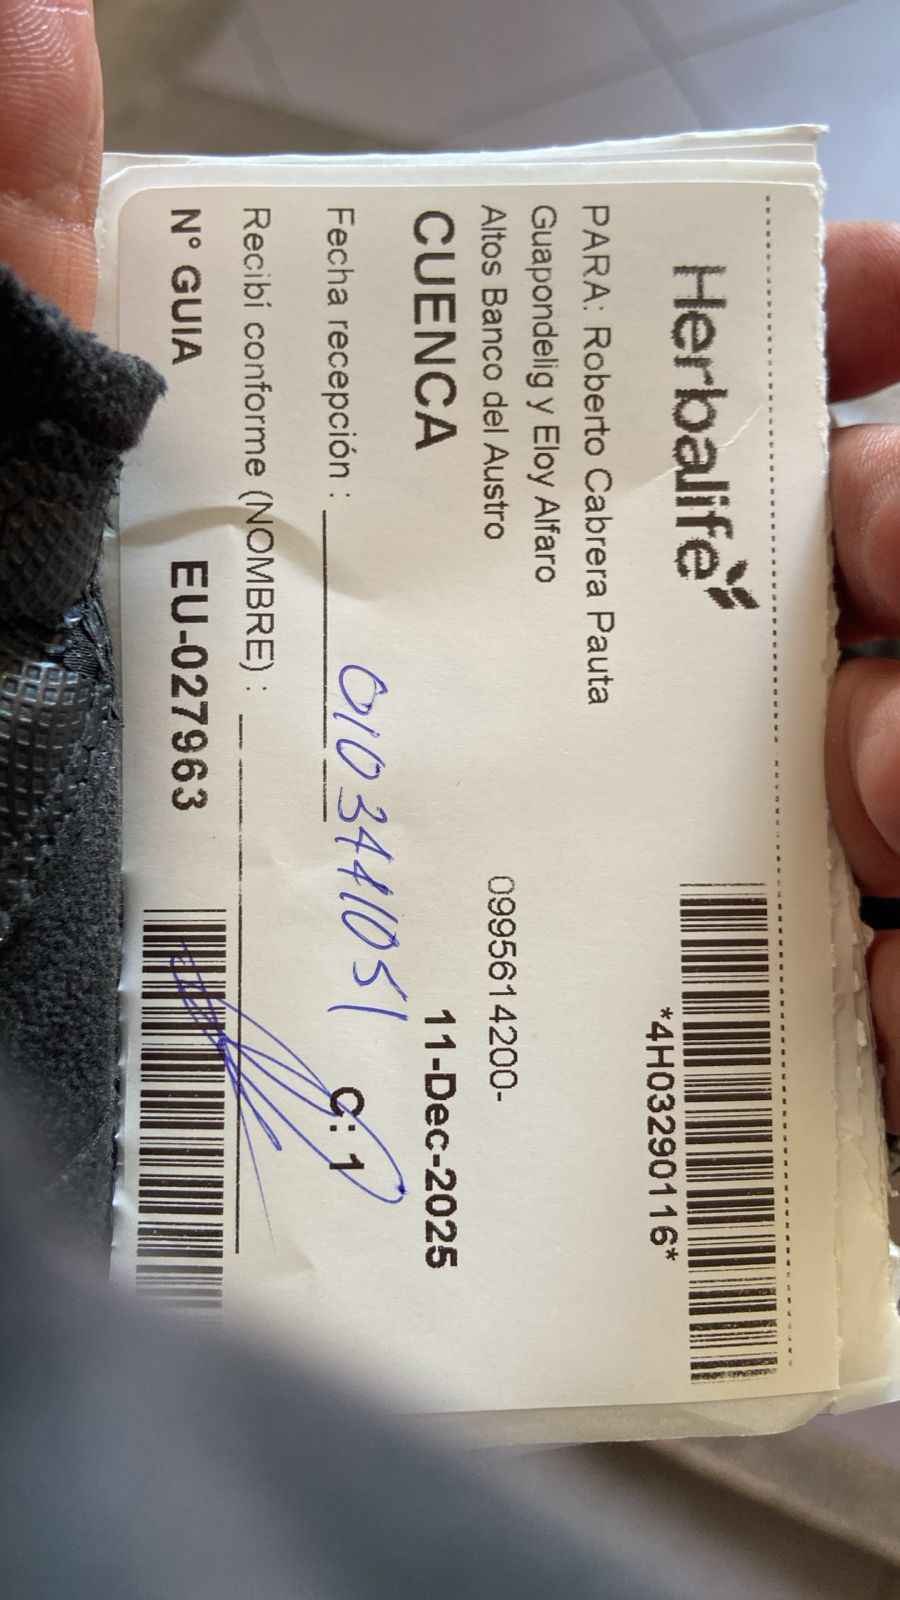 Herbalife
*4H03290116*
PARA: Roberto Cabrera Pauta
Guapondelig y Eloy Alfaro
Altos Banco del Austro
0995614200-
CUENCA
11-Dec-2025
Fecha recepción :
0103441051
C: 1
Recibí conforme (NOMBRE) :
N° GUIA EU-027963